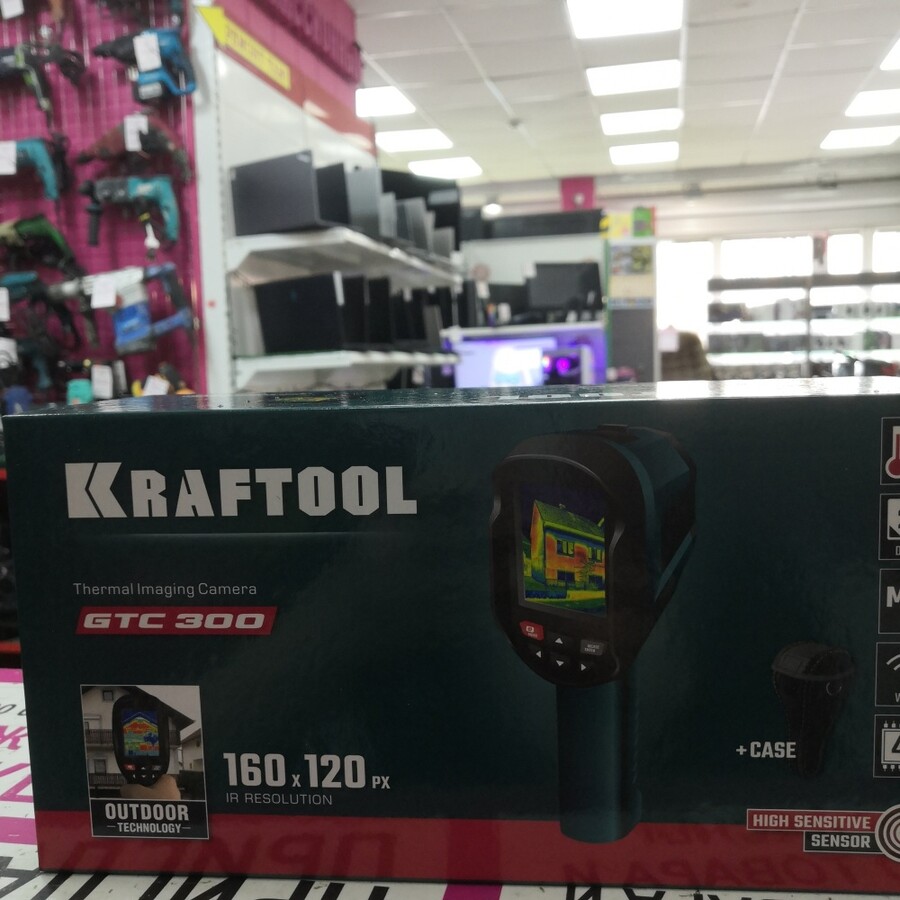 KRAFTOOL
Thermal Imaging Camera
GTC 300
160 x 120 PX
IR RESOLUTION
OUTDOOR
TECHNOLOGY
+ CASE
HIGH SENSITIVE
SENSOR